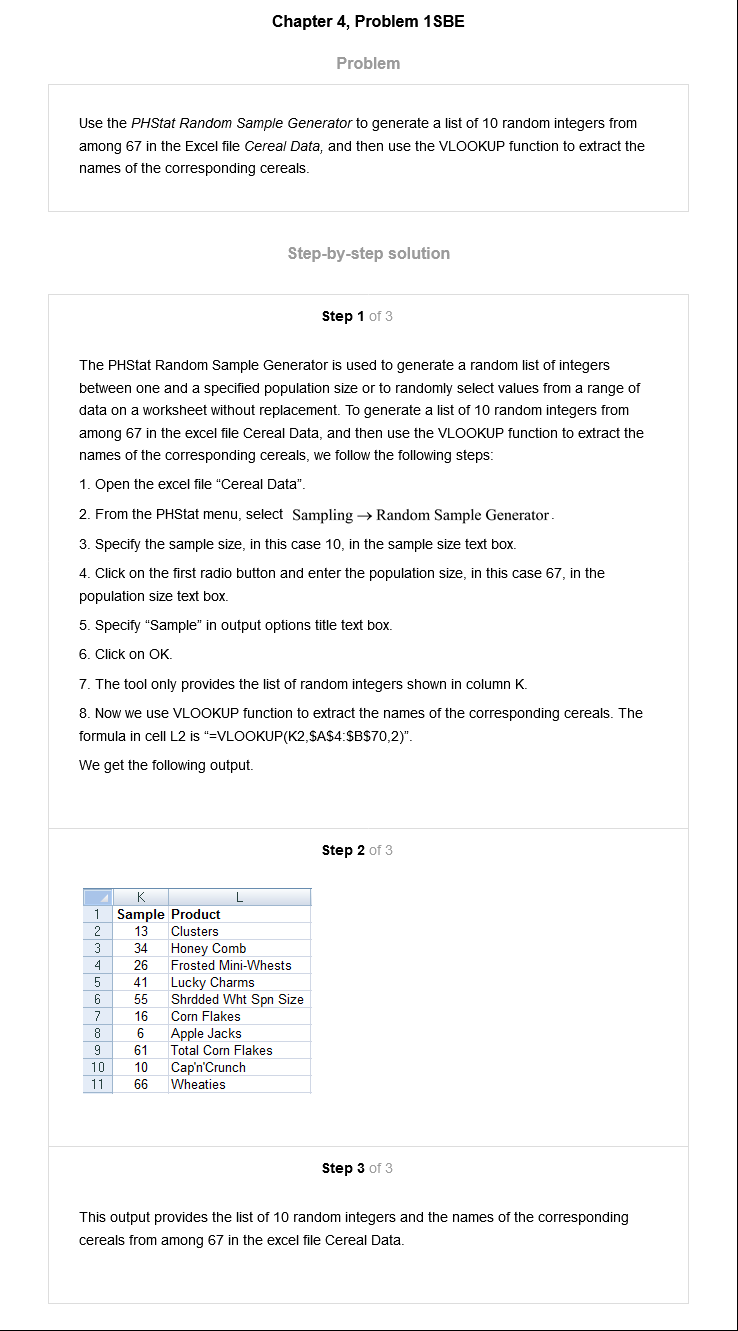 Chapter 4, Problem 1SBE
Problem
Use the PHStat Random Sample Generator to generate a list of 10 random integers from
among 67 in the Excel file Cereal Data, and then use the VLOOKUP function to extract the
names of the corresponding cereals.
Step-by-step solution
Step 1 of 3
The PHStat Random Sample Generator is used to generate a random list of integers
between one and a specified population size or to randomly select values from a range of
data on a worksheet without replacement. To generate a list of 10 random integers from
among 67 in the excel file Cereal Data, and then use the VLOOKUP function to extract the
names of the corresponding cereals, we follow the following steps:
1. Open the excel file “Cereal Data”.
2. From the PHStat menu, select Sampling → Random Sample Generator.
3. Specify the sample size, in this case 10, in the sample size text box.
4. Click on the first radio button and enter the population size, in this case 67, in the
population size text box.
5. Specify “Sample” in output options title text box.
6. Click on OK.
7. The tool only provides the list of random integers shown in column K.
8. Now we use VLOOKUP function to extract the names of the corresponding cereals. The
formula in cell L2 is “=VLOOKUP(K2,$A$4:$B$70,2)”.
We get the following output.
Step 2 of 3
K L
1 Sample Product
2 13 Clusters
3 34 Honey Comb
4 26 Frosted Mini-Whests
5 41 Lucky Charms
6 55 Shrdded Wht Spn Size
7 16 Corn Flakes
8 6 Apple Jacks
9 61 Total Corn Flakes
10 10 Cap'n'Crunch
11 66 Wheaties
Step 3 of 3
This output provides the list of 10 random integers and the names of the corresponding
cereals from among 67 in the excel file Cereal Data.